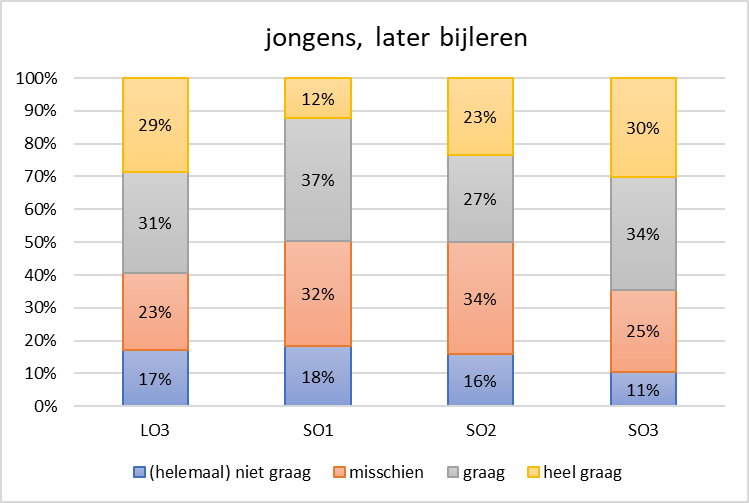 jongens, later bijleren
100%
90%
80%
70%
60%
50%
40%
30%
20%
10%
0%
29% 12% 23% 30%
31% 37% 27% 34%
23% 32% 34% 25%
17% 18% 16% 11%
LO3 SO1 SO2 SO3
(helemaal) niet graag misschien graag heel graag